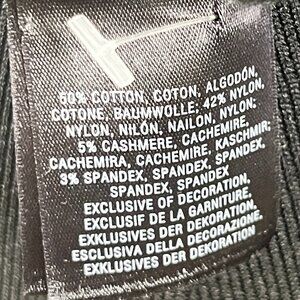 50% COTTON, COTON, ALGODÓN,
COTONE, BAUMWOLLE; 42% NYLON,
NYLON, NILÓN, NAILON, NYLON;
5% CASHMERE, CACHEMIRE,
CACHEMIRA, CACHEMIRA, KASCHMIR;
3% SPANDEX, SPANDEX, SPANDEX,
SPANDEX, SPANDEX
EXCLUSIVE OF DECORATION.
EXCLUSIF DE LA GARNITURE.
EXKLUSIVES DER DEKORATION
ESCLUSIVA DELLA DECORAZIONE.
EXKLUSIVES DER DEKORATION